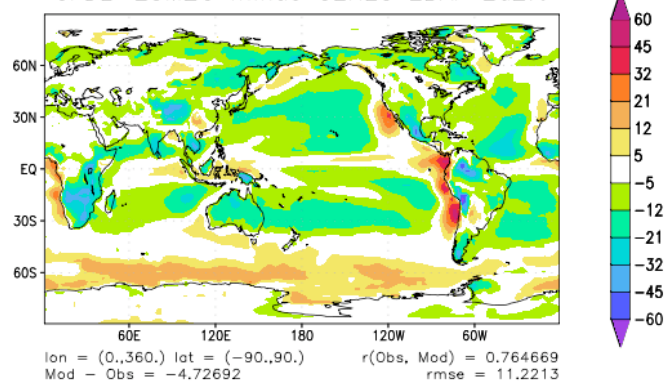 60N
30N
EQ
30S
60S
60E 120E 180 120W 60W
60
45
32
21
12
5
-5
-12
-21
-32
-45
-60
lon = (0.,360.) lat = (-90.,90.) r(Obs, Mod) = 0.764669
Mod - Obs = -4.72692 rmse = 11.2213